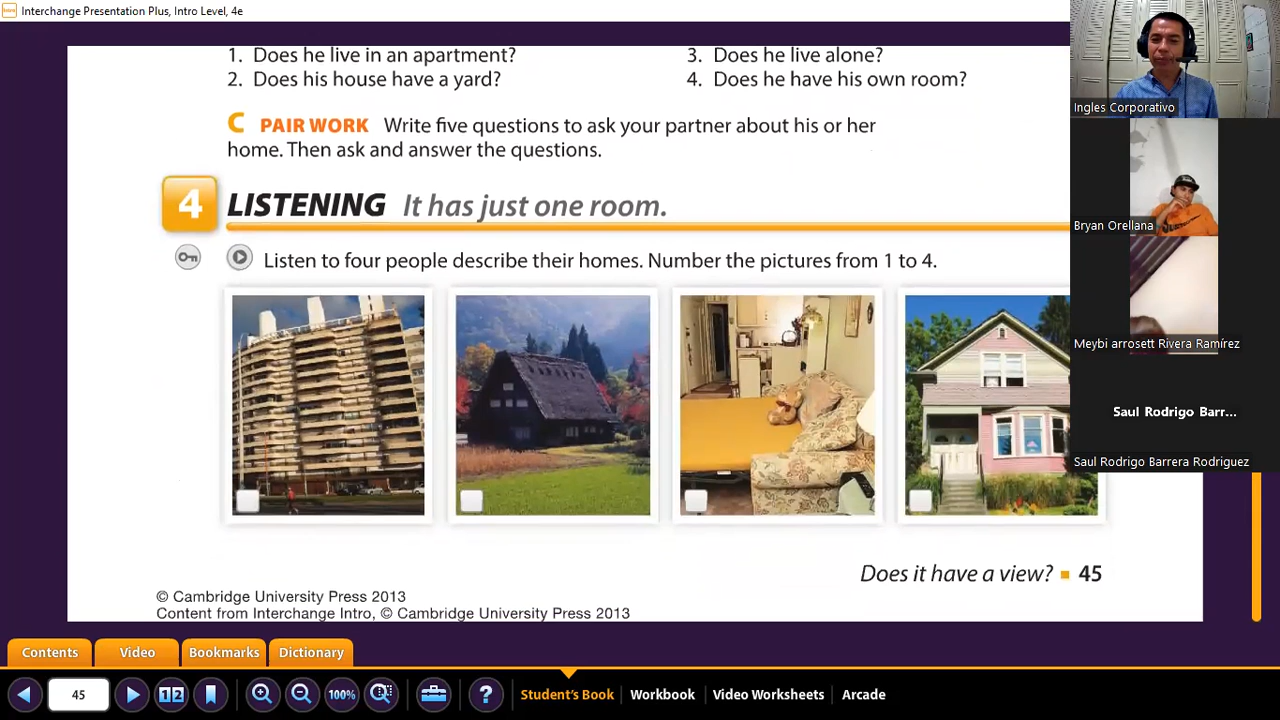 Interchange Presentation Plus, Intro Level, 4e
1. Does he live in an apartment?
2. Does his house have a yard?
3. Does he live alone?
4. Does he have his own room?
C PAIR WORK Write five questions to ask your partner about his or her
home. Then ask and answer the questions.
4 LISTENING It has just one room.
Listen to four people describe their homes. Number the pictures from 1 to 4.
Does it have a view? 45
© Cambridge University Press 2013
Content from Interchange Intro, © Cambridge University Press 2013
Ingles Corporativo
Bryan Orellana
Meybi arrosett Rivera Ramírez
Saul Rodrigo Barr...
Saul Rodrigo Barrera Rodriguez
Contents Video Bookmarks Dictionary
45 1 2 100% ? Student's Book Workbook Video Worksheets Arcade